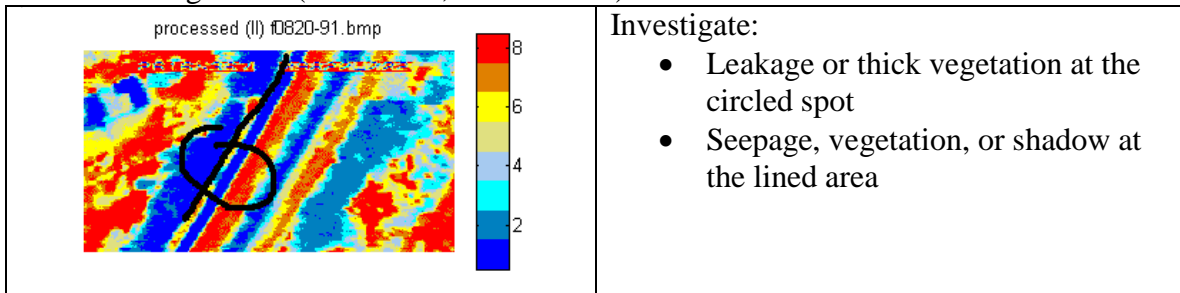 processed (II) f0820-91.bmp
8
6
4
2
Investigate:
• Leakage or thick vegetation at the
circled spot
• Seepage, vegetation, or shadow at
the lined area